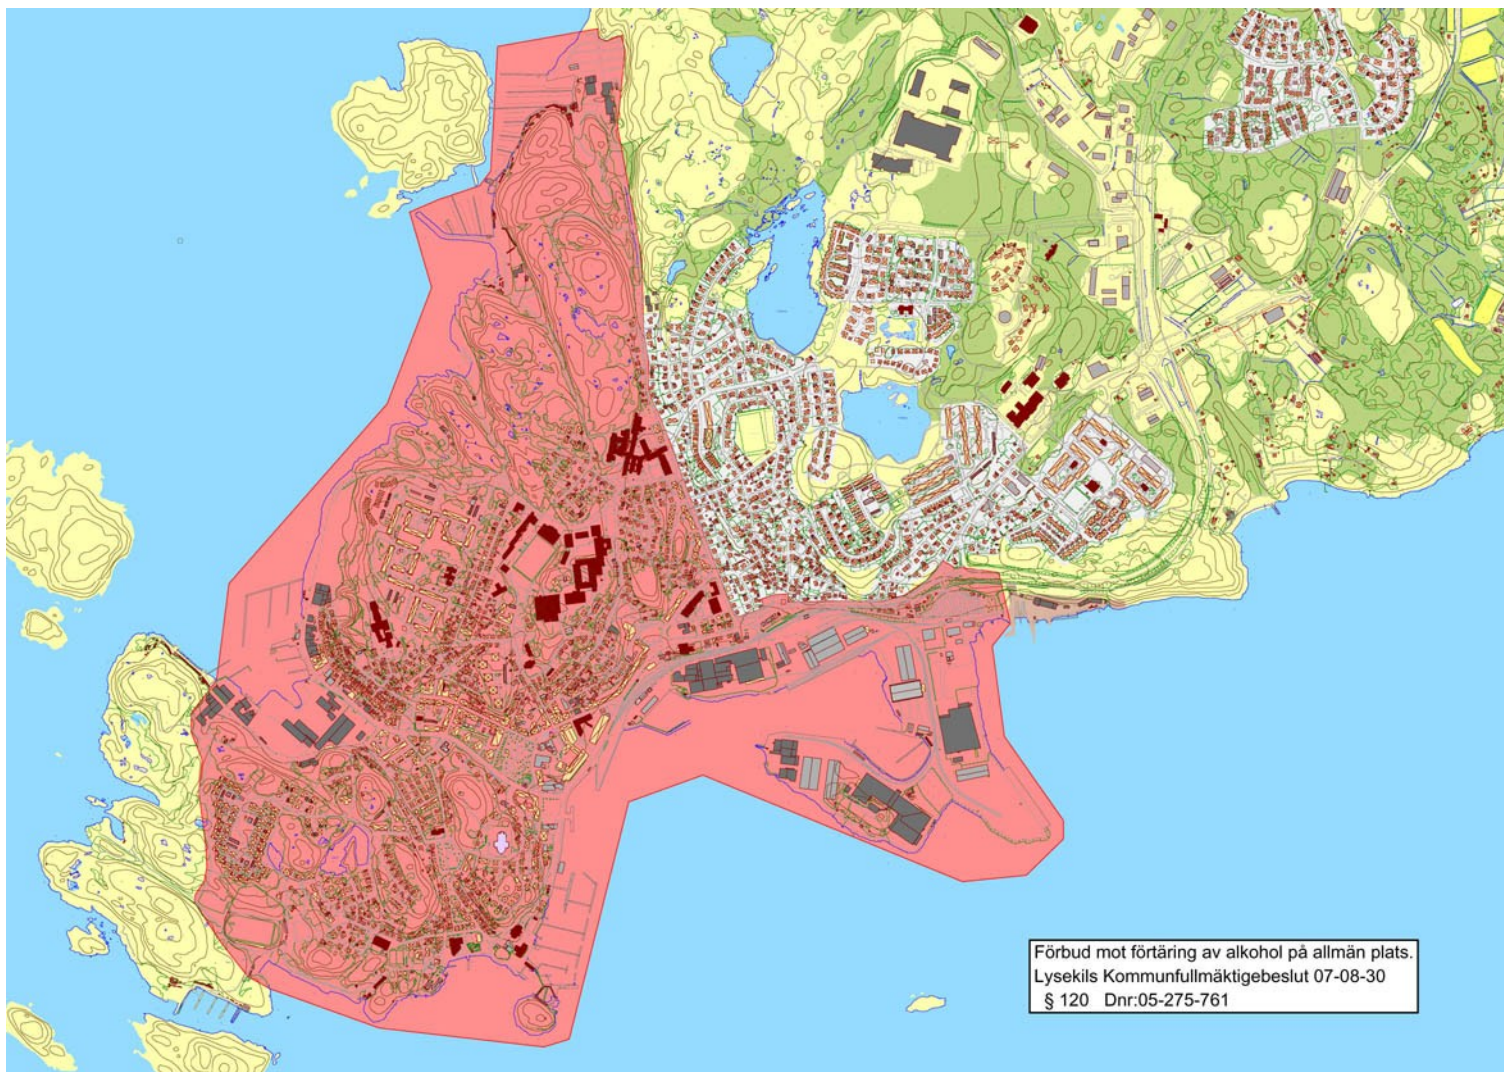 Förbud mot förtäring av alkohol på allmän plats.
Lysekils Kommunfullmäktigebeslut 07-08-30
§ 120 Dnr:05-275-761